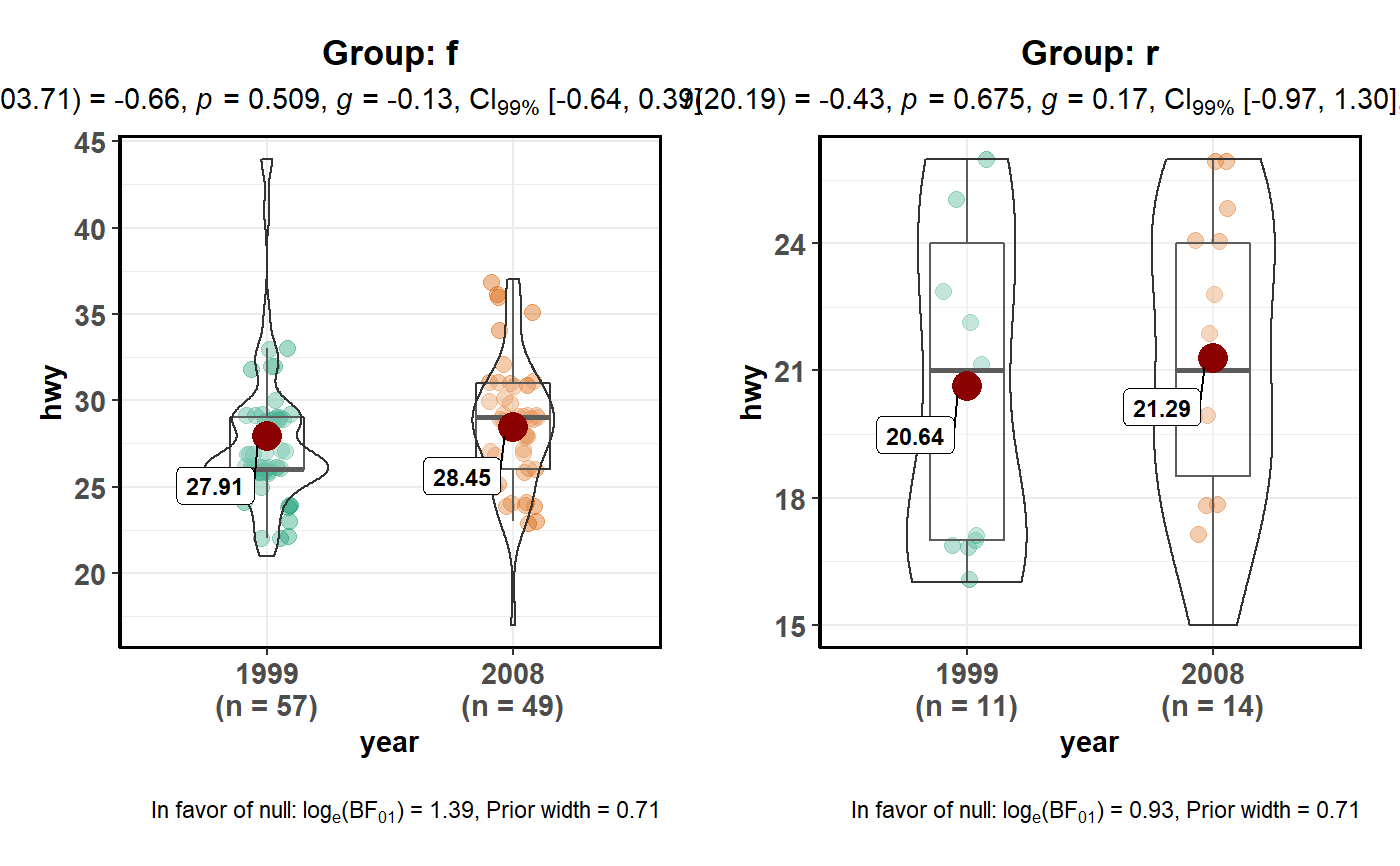 Group: f
03.71) = -0.66, p = 0.509, g = -0.13, CI99% [-0.64, 0.39]
45
40
35
30
25
20
hwy
27.91
28.45
1999
(n = 57)
2008
(n = 49)
year
In favor of null: loge(BF01) = 1.39, Prior width = 0.71
Group: r
(20.19) = -0.43, p = 0.675, g = 0.17, CI99% [-0.97, 1.30]
24
21
18
15
hwy
20.64
21.29
1999
(n = 11)
2008
(n = 14)
year
In favor of null: loge(BF01) = 0.93, Prior width = 0.71